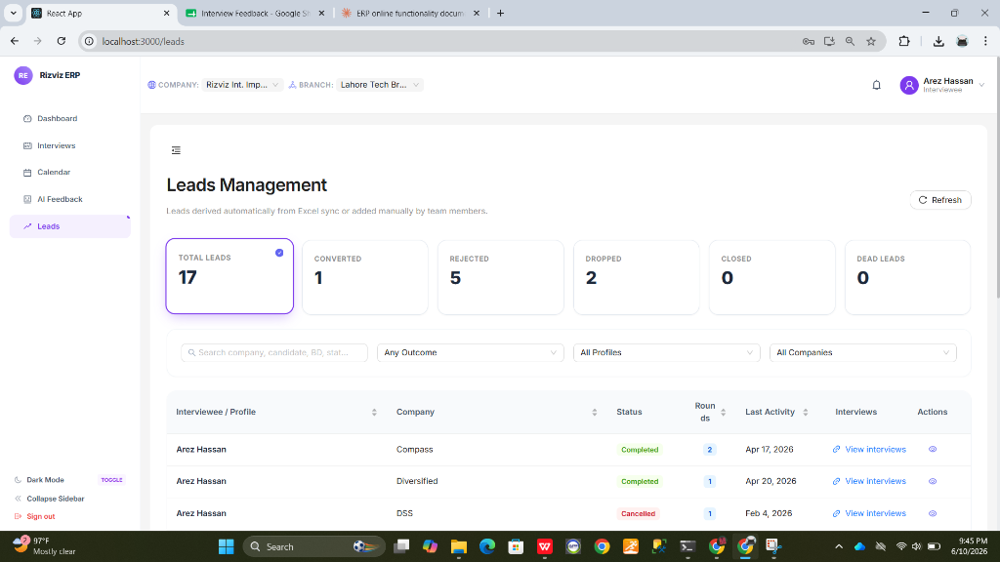 React App
Interview Feedback - Google Sh
ERP online functionality docum
localhost:3000/leads
RE
Rizviz ERP
COMPANY: Rizviz Int. Imp... BRANCH: Lahore Tech Br...
Arez Hassan
Interviewee
Dashboard
Interviews
Calendar
AI Feedback
Leads
Leads Management
Leads derived automatically from Excel sync or added manually by team members.
Refresh
TOTAL LEADS
17
CONVERTED
1
REJECTED
5
DROPPED
2
CLOSED
0
DEAD LEADS
0
Search company, candidate, BD, stat...
Any Outcome
All Profiles
All Companies
Interviewee / Profile Company Status Rounds Last Activity Interviews Actions
Arez Hassan Compass Completed 2 Apr 17, 2026 View interviews
Arez Hassan Diversified Completed 1 Apr 20, 2026 View interviews
Arez Hassan DSS Cancelled 1 Feb 4, 2026 View interviews
Dark Mode TOGGLE
Collapse Sidebar
Sign out
2
97°F
Mostly clear
Search
9:45 PM
6/10/2026